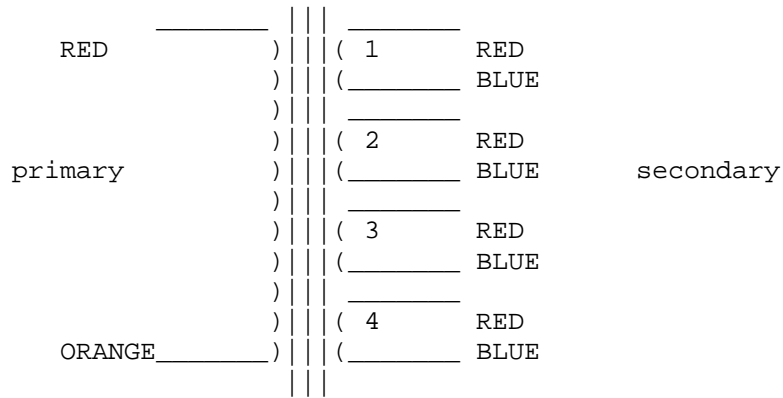 RED 1 RED
BLUE
2 RED
primary BLUE secondary
3 RED
BLUE
4 RED
ORANGE BLUE